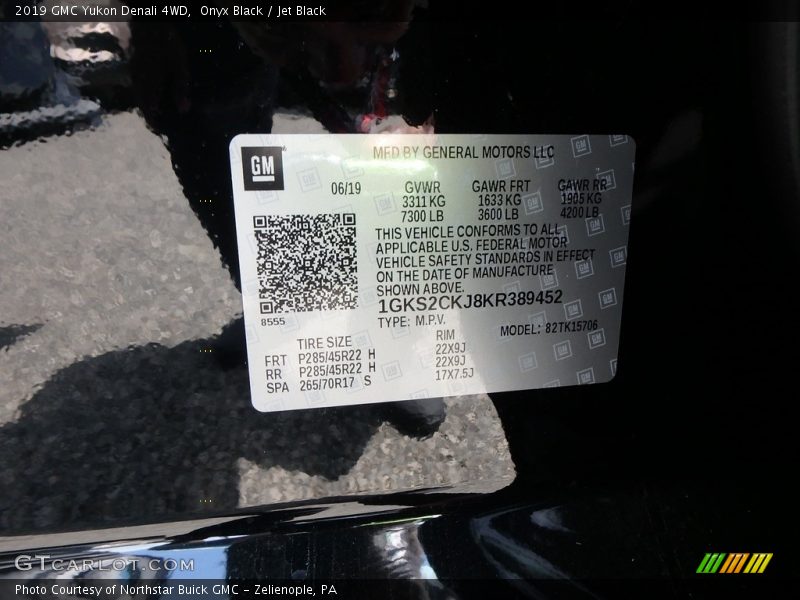 2019 GMC Yukon Denali 4WD, Onyx Black / Jet Black
GM
MFD BY GENERAL MOTORS LLC
06/19 GVWR GAWR FRT GAWR RR
3311 KG 1633 KG 1905 KG
7300 LB 3600 LB 4200 LB
THIS VEHICLE CONFORMS TO ALL
APPLICABLE U.S. FEDERAL MOTOR
VEHICLE SAFETY STANDARDS IN EFFECT
ON THE DATE OF MANUFACTURE
SHOWN ABOVE.
1GKS2CKJ8KR389452
8555
TYPE: M.P.V. MODEL: 82TK15706
TIRE SIZE RIM
FRT P285/45R22 H 22X9J
RR P285/45R22 H 22X9J
SPA 265/70R17 S 17X7.5J
GTCARLOT.COM
Photo Courtesy of Northstar Buick GMC - Zelienople, PA